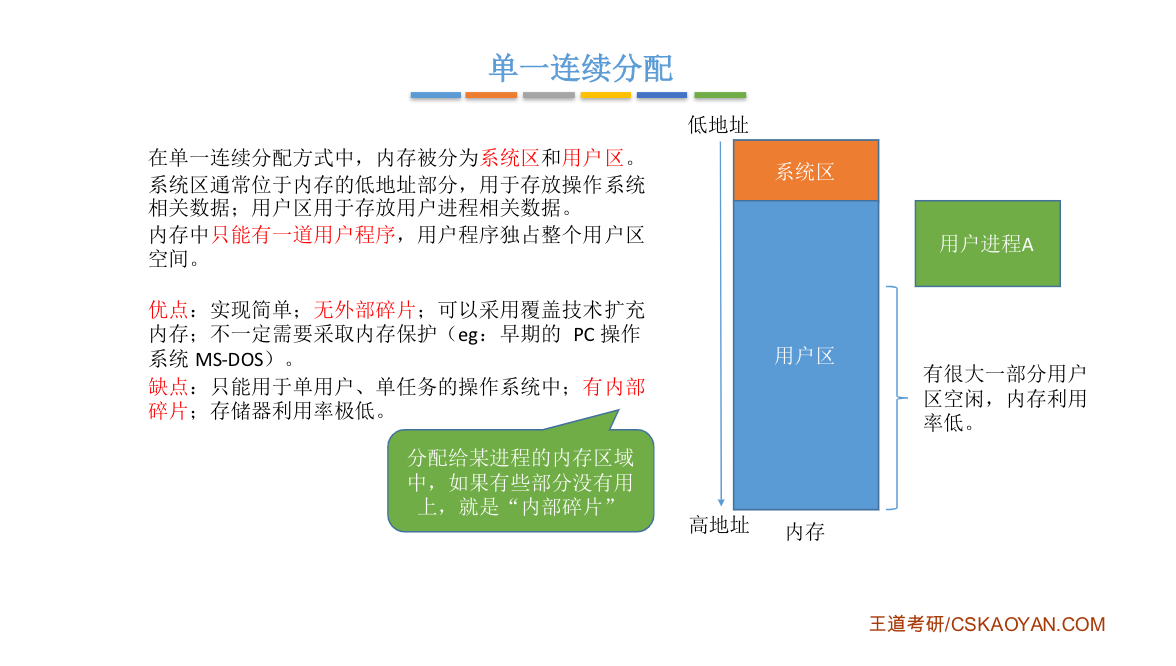 单一连续分配
在单一连续分配方式中，内存被分为系统区和用户区。
系统区通常位于内存的低地址部分，用于存放操作系统
相关数据；用户区用于存放用户进程相关数据。
内存中只能有一道用户程序，用户程序独占整个用户区
空间。
优点：实现简单；无外部碎片；可以采用覆盖技术扩充
内存；不一定需要采取内存保护（eg：早期的 PC 操作
系统 MS-DOS）。
缺点：只能用于单用户、单任务的操作系统中；有内部
碎片；存储器利用率极低。
分配给某进程的内存区域
中，如果有些部分没有用
上，就是“内部碎片”
低地址
系统区
用户区
高地址
内存
用户进程A
有很大一部分用户
区空闲，内存利用
率低。
王道考研/CSKAOYAN.COM